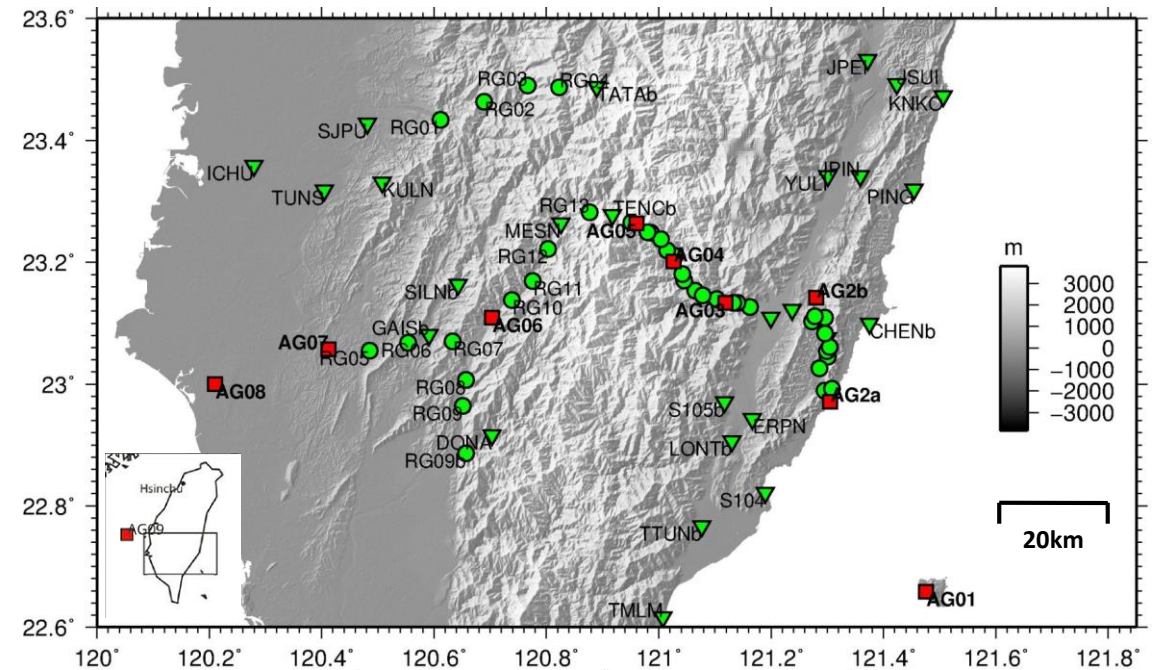 23.6˚
23.4˚
23.2˚
23˚
22.8˚
22.6˚
120˚
120.2˚
120.4˚
120.6˚
120.8˚
121˚
121.2˚
121.4˚
121.6˚
121.8˚
JPEI
JSUI
KNKO
RG03
RG04
TATAb
RG02
RG01
SJPU
ICHU
TUNS
KULN
YULI
JPIN
PING
RG13
TENCb
MESN
AG05
RG12
AG04
SILNb
RG11
RG10
AG03
AG2b
AG06
GAISb
CHENb
AG07
RG05
RG06
RG07
AG08
RG08
AG2a
RG09
S105b
ERPN
DONA
LONTb
RG09b
S104
TTUNb
TMLM
AG01
m
3000
2000
1000
0
−1000
−2000
−3000
20km
Hsinchu
AG09